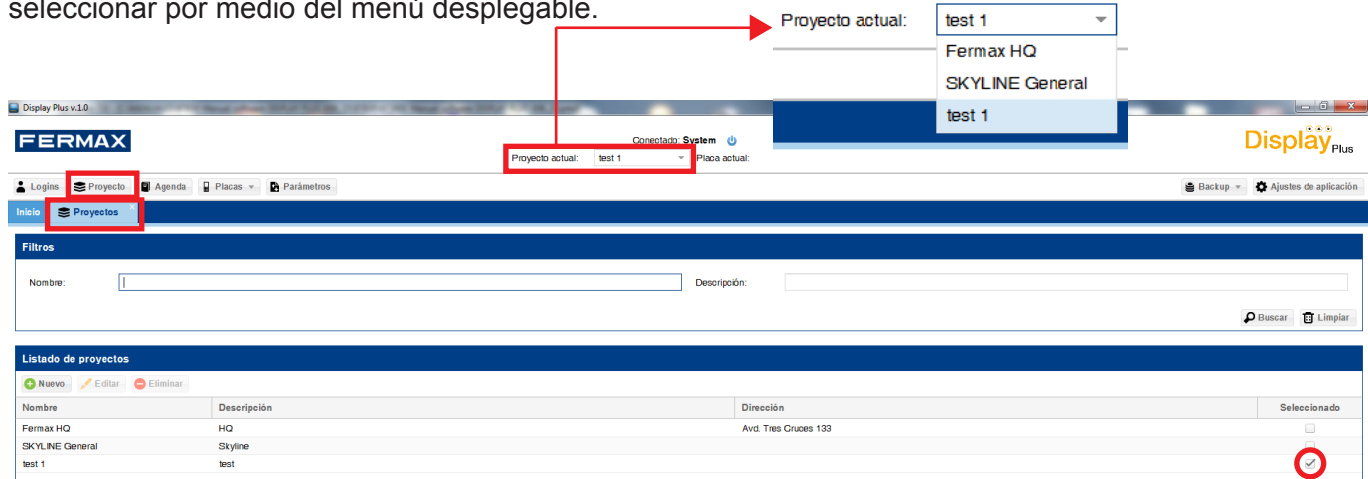 seleccionar por medio del menú desplegable.
Proyecto actual: test 1
Fermax HQ
SKYLINE General
test 1
Display Plus v.1.0
FERMAX
Conectado: System
Proyecto actual: test 1 Placa actual:
Display Plus
Logins Proyecto Agenda Placas Parámetros Backup Ajustes de aplicación
Inicio Proyectos
Filtros
Nombre: Descripción:
Buscar Limpiar
Listado de proyectos
Nuevo Editar Eliminar
Nombre Descripción Dirección Seleccionado
Fermax HQ HQ Avd. Tres Cruces 133
SKYLINE General Skyline
test 1 test